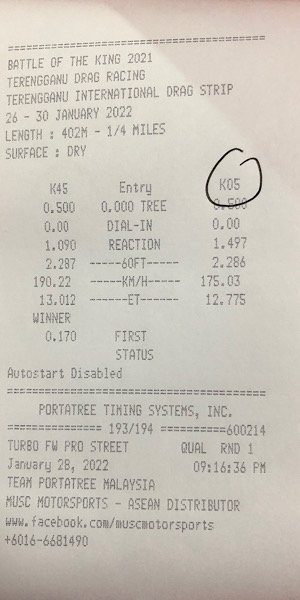 ========================================
BATTLE OF THE KING 2021
TERENGGANU DRAG RACING
TERENGGANU INTERNATIONAL DRAG STRIP
26 - 30 JANUARY 2022
LENGTH : 402M - 1/4 MILES
SURFACE : DRY
========================================
K45 Entry K05
0.500 0.000 TREE 0.500
0.00 DIAL-IN 0.00
1.090 REACTION 1.497
2.287 -----60FT----- 2.286
190.22 -----KM/H----- 175.03
13.012 ------ET------ 12.775
WINNER
0.170 FIRST
STATUS
Autostart Disabled
========================================
PORTATREE TIMING SYSTEMS, INC.
=============== 193/194 ==========600214
TURBO FW PRO STREET QUAL RND 1
January 28, 2022 09:16:36 PM
TEAM PORTATREE MALAYSIA
MUSC MOTORSPORTS - ASEAN DISTRIBUTOR
www.facebook.com/muscmotorsports
+6016-6681490